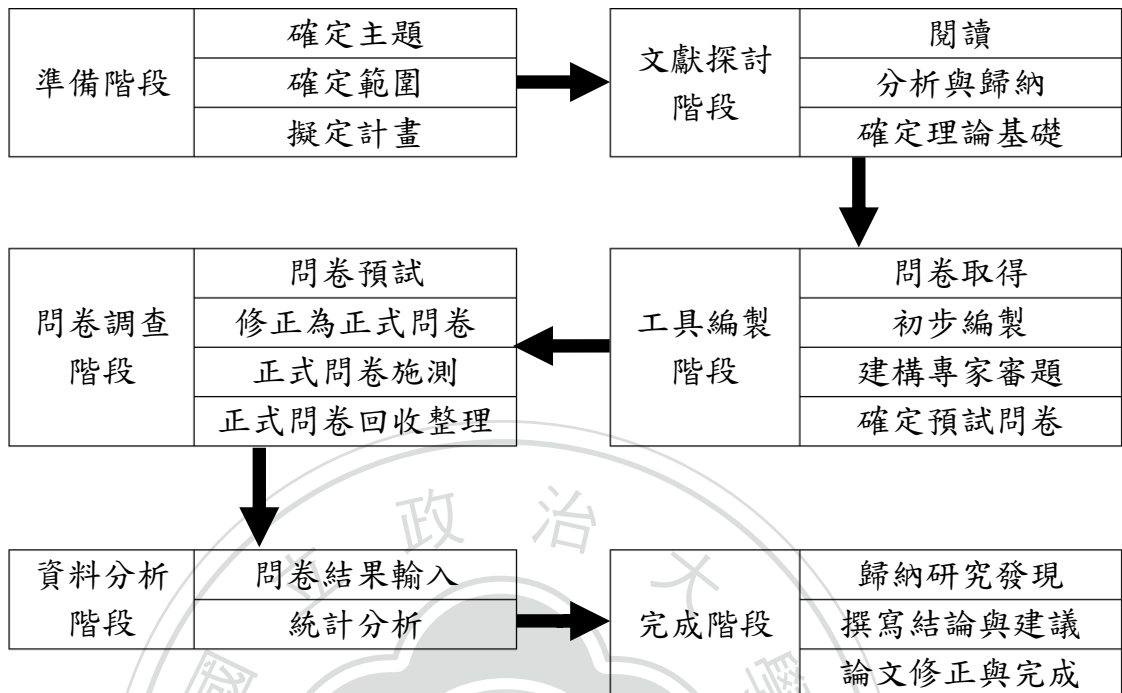 準備階段
確定主題
確定範圍
擬定計畫
文獻探討
階段
閱讀
分析與歸納
確定理論基礎
問卷調查
階段
問卷預試
修正為正式問卷
正式問卷施測
正式問卷回收整理
工具編製
階段
問卷取得
初步編製
建構專家審題
確定預試問卷
資料分析
階段
問卷結果輸入
統計分析
完成階段
歸納研究發現
撰寫結論與建議
論文修正與完成
國立政治大學